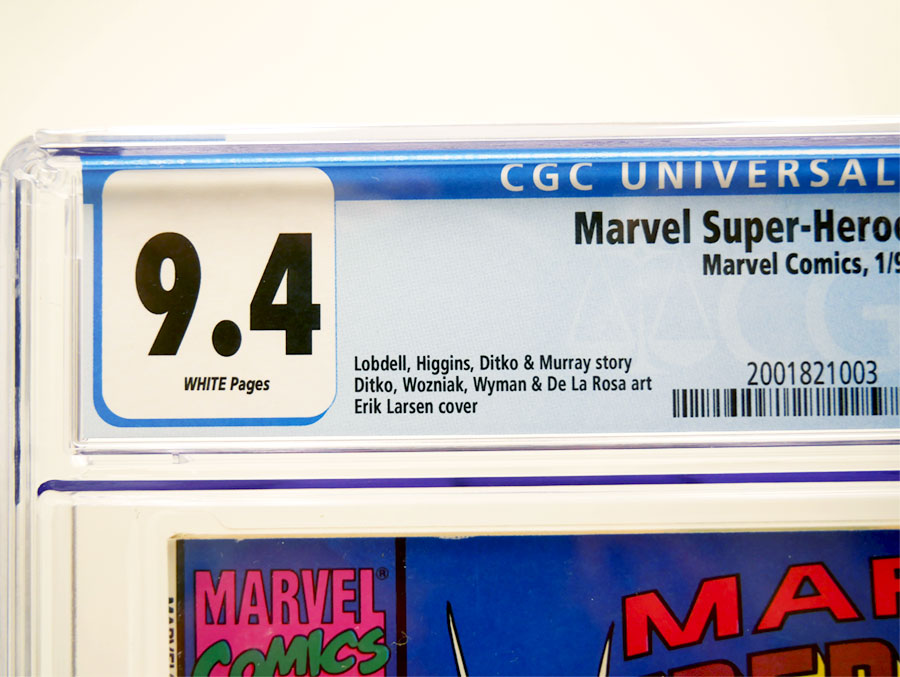 CGC UNIVERSAL
Marvel Super-Heroe
Marvel Comics, 1/9
9.4
WHITE Pages
Lobdell, Higgins, Ditko & Murray story
Ditko, Wozniak, Wyman & De La Rosa art
Erik Larsen cover
2001821003
CG
MARVEL®
COMICS
MAR